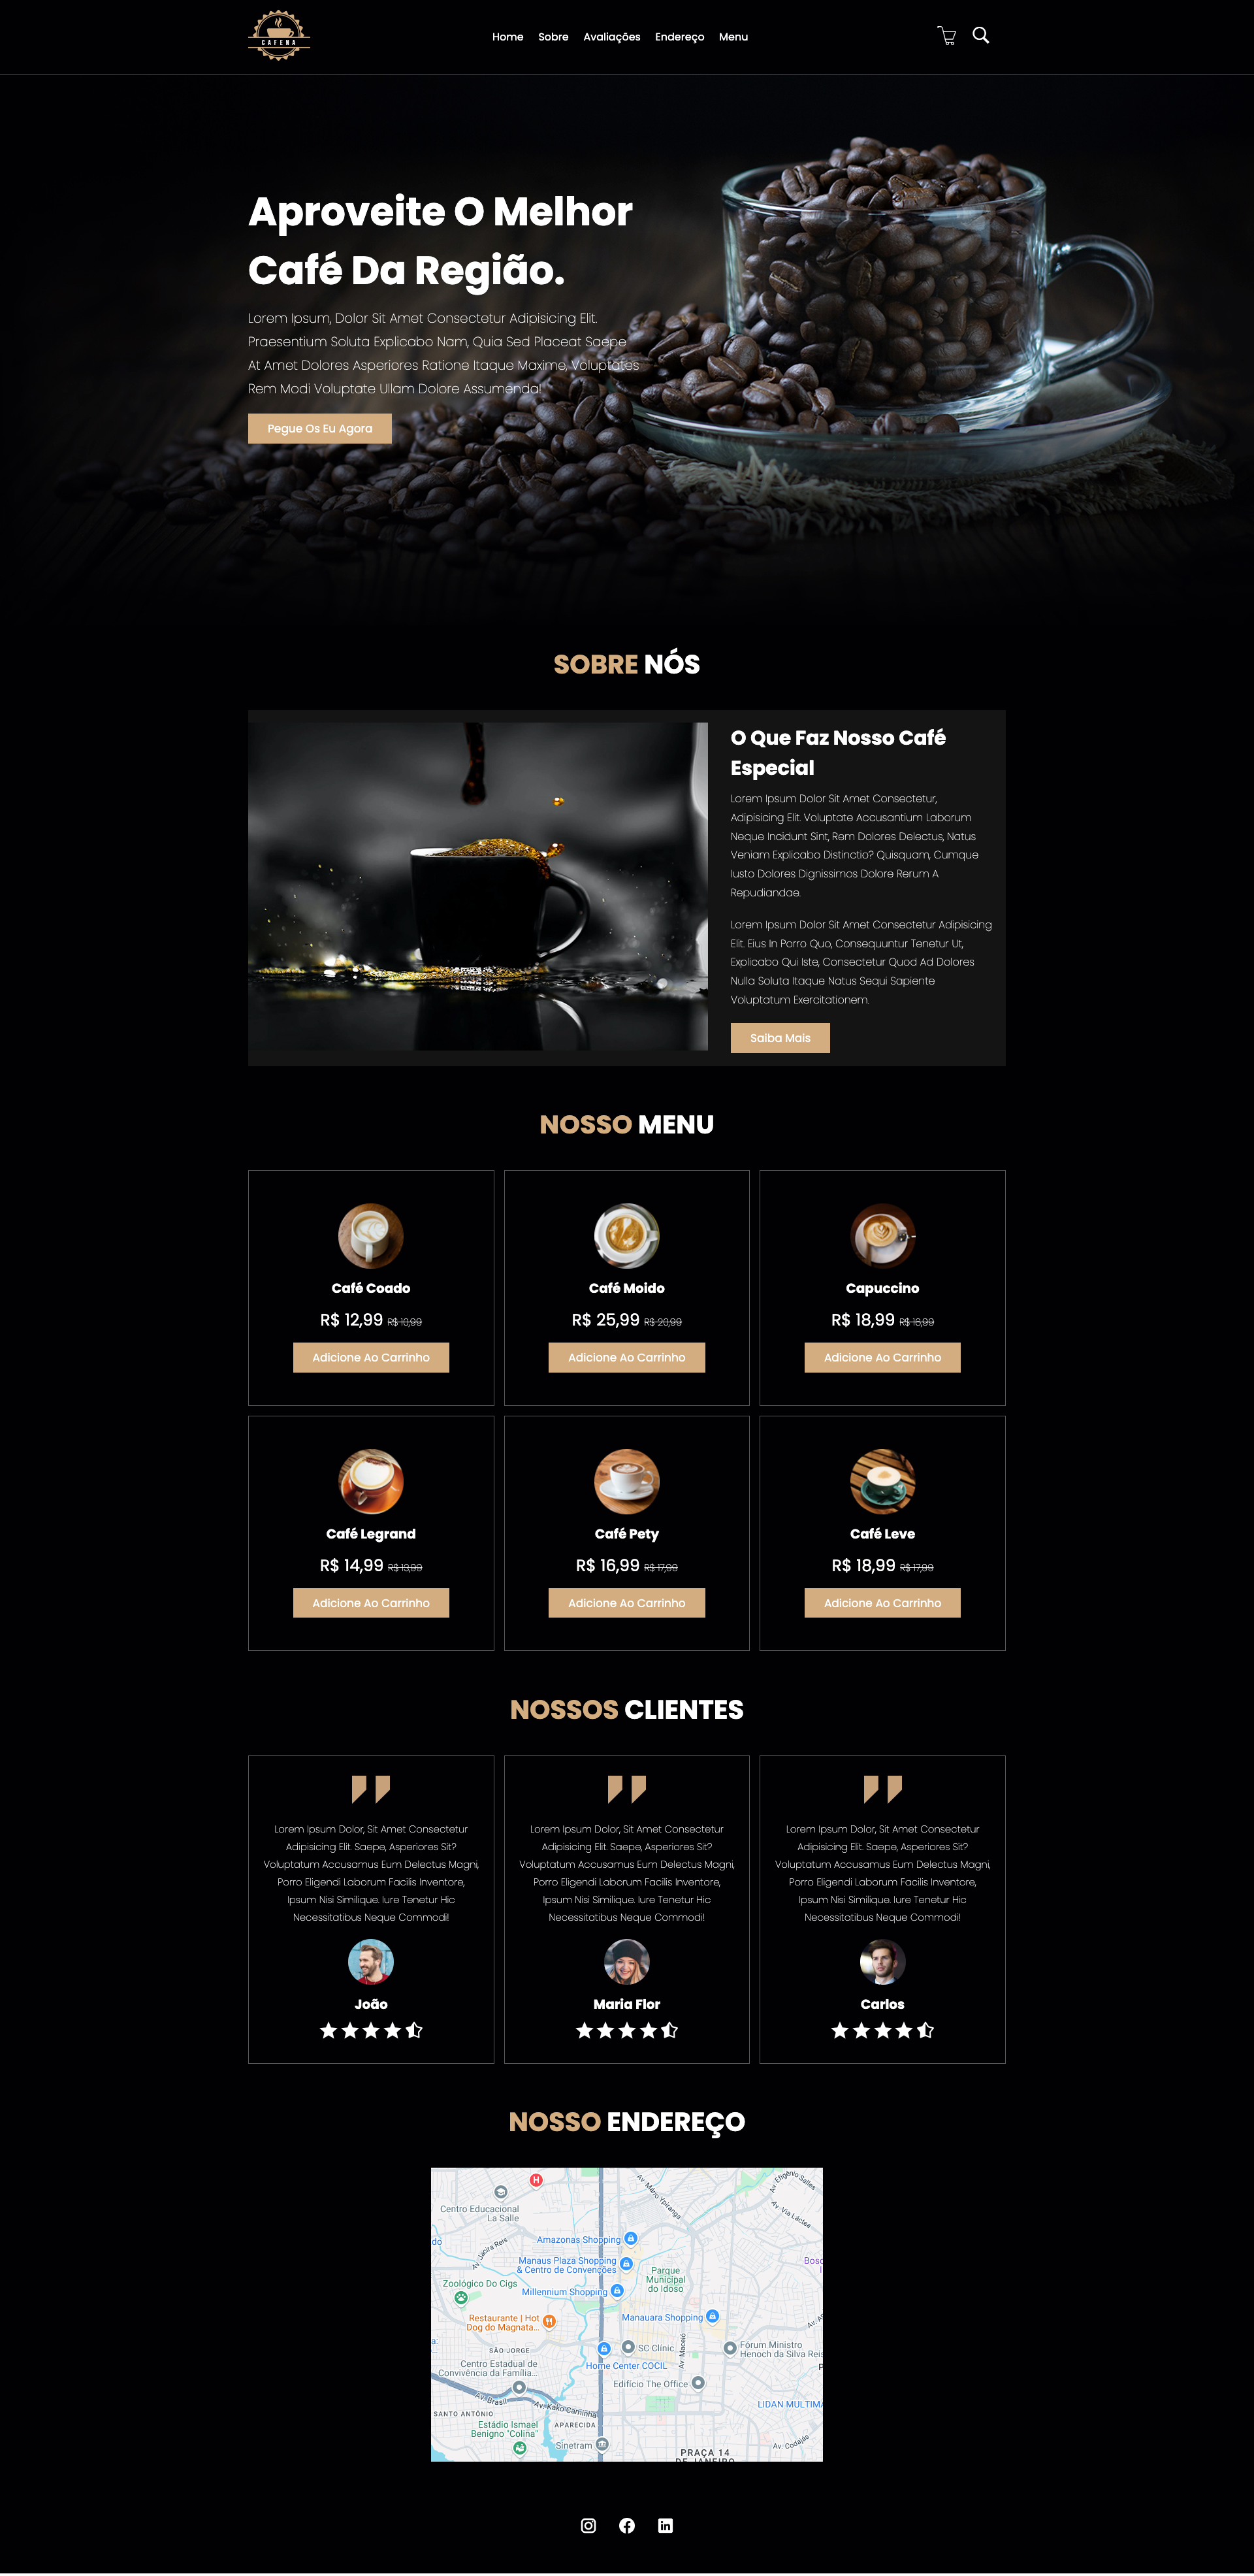 CAFENA
Home Sobre Avaliações Endereço Menu
Aproveite O Melhor
Café Da Região.
Lorem Ipsum, Dolor Sit Amet Consectetur Adipisicing Elit.
Praesentium Soluta Explicabo Nam, Quia Sed Placeat Saepe
At Amet Dolores Asperiores Ratione Itaque Maxime, Voluptates
Rem Modi Voluptate Ullam Dolore Assumenda!
Pegue Os Eu Agora
SOBRE NÓS
O Que Faz Nosso Café
Especial
Lorem Ipsum Dolor Sit Amet Consectetur,
Adipisicing Elit. Voluptate Accusantium Laborum
Neque Incidunt Sint, Rem Dolores Delectus, Natus
Veniam Explicabo Distinctio? Quisquam, Cumque
Iusto Dolores Dignissimos Dolore Rerum A
Repudiandae.
Lorem Ipsum Dolor Sit Amet Consectetur Adipisicing
Elit. Eius In Porro Quo, Consequuntur Tenetur Ut,
Explicabo Qui Iste, Consectetur Quod Ad Dolores
Nulla Soluta Itaque Natus Sequi Sapiente
Voluptatum Exercitationem.
Saiba Mais
NOSSO MENU
Café Coado
R$ 12,99 R$ 10,99
Adicione Ao Carrinho
Café Moido
R$ 25,99 R$ 20,99
Adicione Ao Carrinho
Capuccino
R$ 18,99 R$ 16,99
Adicione Ao Carrinho
Café Legrand
R$ 14,99 R$ 13,99
Adicione Ao Carrinho
Café Pety
R$ 16,99 R$ 17,99
Adicione Ao Carrinho
Café Leve
R$ 18,99 R$ 17,99
Adicione Ao Carrinho
NOSSOS CLIENTES
Lorem Ipsum Dolor, Sit Amet Consectetur
Adipisicing Elit. Saepe, Asperiores Sit?
Voluptatum Accusamus Eum Delectus Magni,
Porro Eligendi Laborum Facilis Inventore,
Ipsum Nisi Similique. Iure Tenetur Hic
Necessitatibus Neque Commodi!
João
Lorem Ipsum Dolor, Sit Amet Consectetur
Adipisicing Elit. Saepe, Asperiores Sit?
Voluptatum Accusamus Eum Delectus Magni,
Porro Eligendi Laborum Facilis Inventore,
Ipsum Nisi Similique. Iure Tenetur Hic
Necessitatibus Neque Commodi!
Maria Flor
Lorem Ipsum Dolor, Sit Amet Consectetur
Adipisicing Elit. Saepe, Asperiores Sit?
Voluptatum Accusamus Eum Delectus Magni,
Porro Eligendi Laborum Facilis Inventore,
Ipsum Nisi Similique. Iure Tenetur Hic
Necessitatibus Neque Commodi!
Carlos
NOSSO ENDEREÇO
H
Av. Mário Ypiranga
Av. Efigênio Salles
Centro Educacional
La Salle
Av. Via Láctea
Av. Jacira Reis
Amazonas Shopping
Manaus Plaza Shopping
& Centro de Convenções
Parque
Municipal
do Idoso
Zoológico Do Cigs
Millennium Shopping
Restaurante | Hot
Dog do Magnata...
Manauara Shopping
SÃO JORGE
SC Clínic
Av. Maceió
Fórum Ministro
Henoch da Silva Reis
Centro Estadual de
Convivência da Família...
Home Center COCIL
Edifício The Office
Av. Brasil
Av. Kako Caminha
LIDAN MULTIMA
SANTO ANTÔNIO
APARECIDA
Estádio Ismael
Benigno "Colina"
Sinetram
Av. Codajás
PRAÇA 14
DE JANEIRO